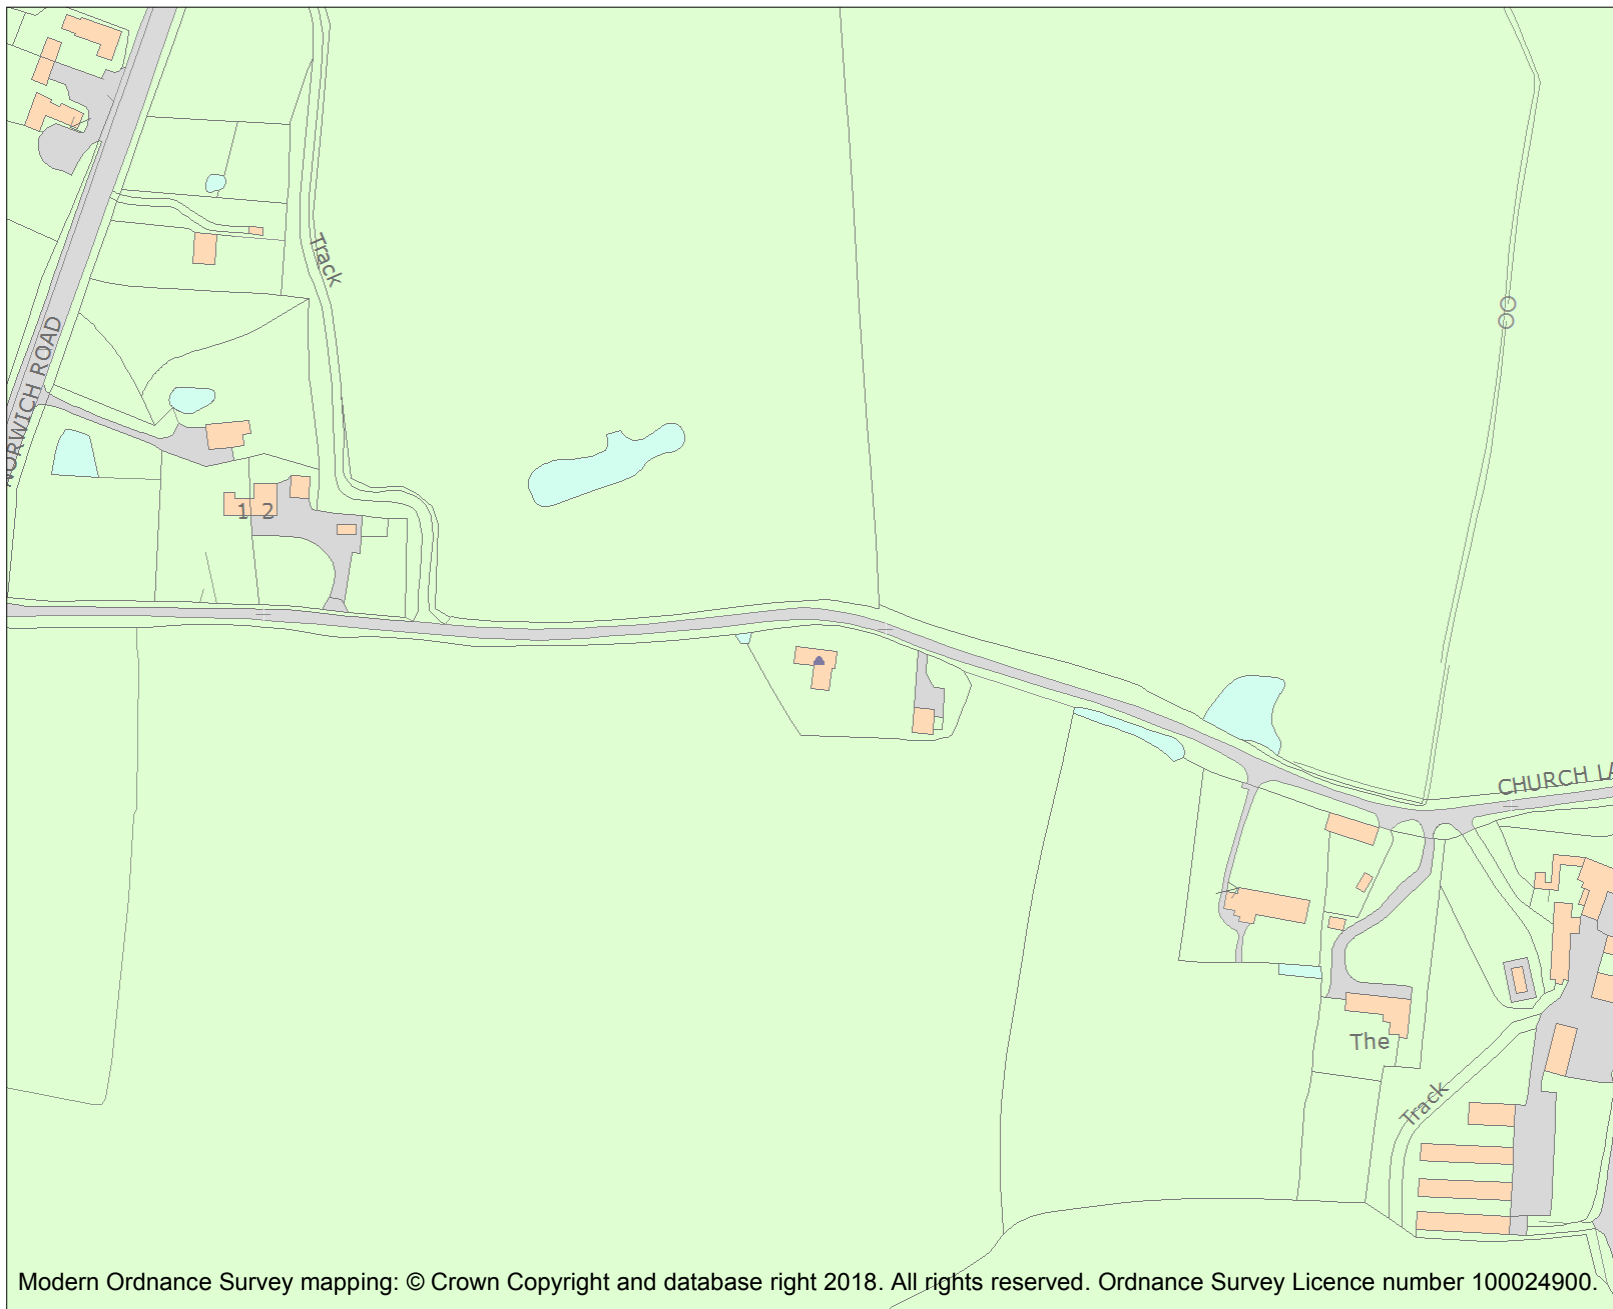 Track
NORWICH ROAD
1 2
CHURCH LA
The
Track
Modern Ordnance Survey mapping: © Crown Copyright and database right 2018. All rights reserved. Ordnance Survey Licence number 100024900.